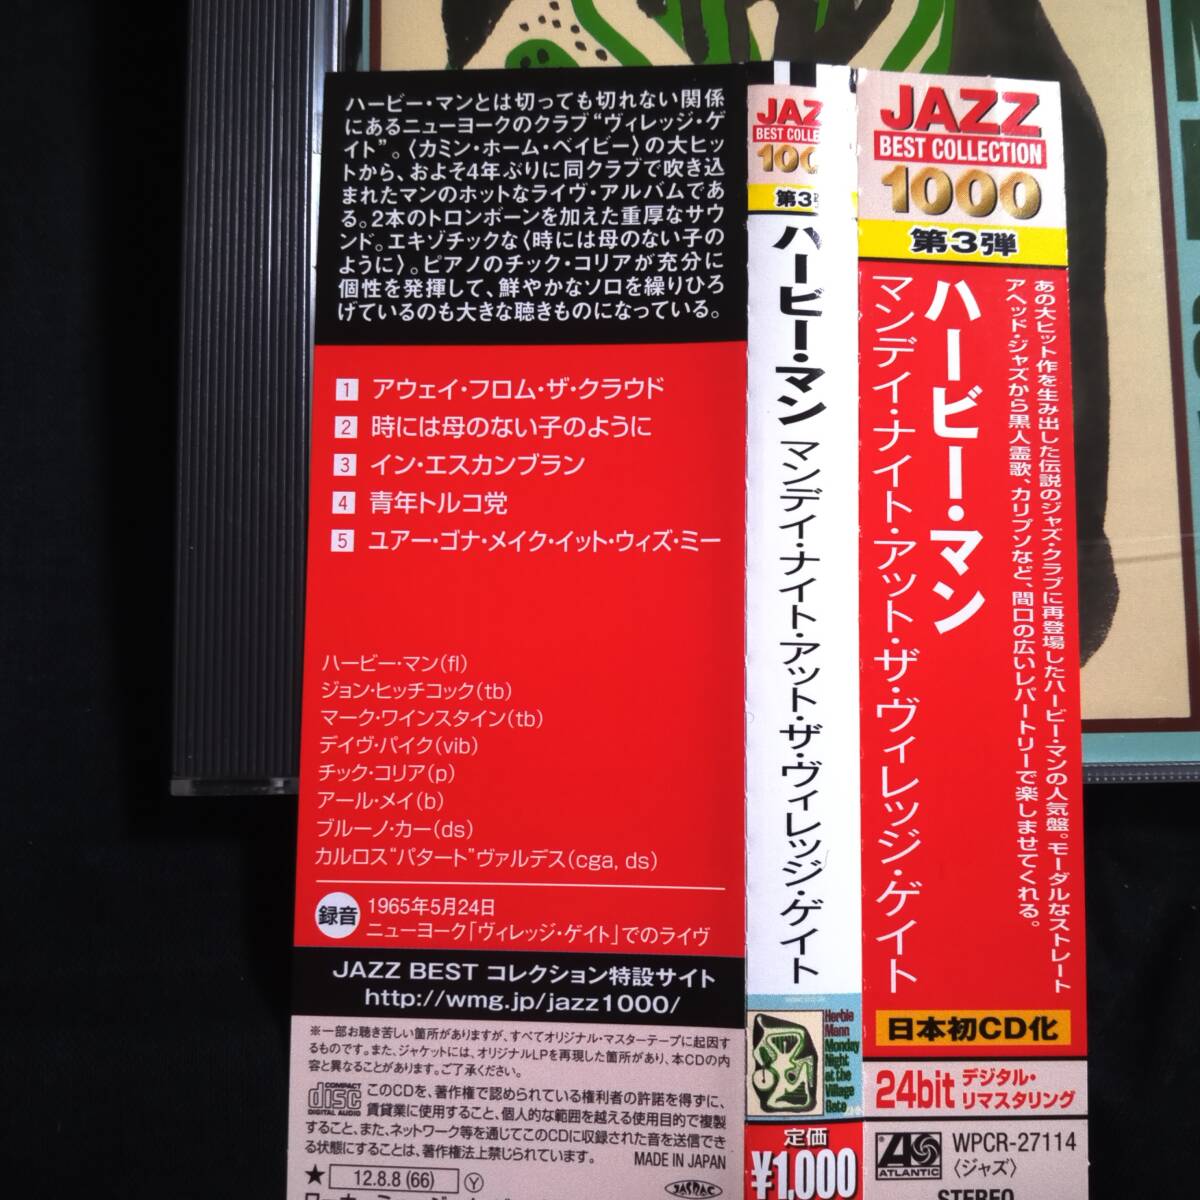 ハービー・マンとは切っても切れない関係
にあるニューヨークのクラブ“ヴィレッジ・ゲ
イト”。〈カミン・ホーム・ベイビー〉の大ヒッ
トから、およそ4年ぶりに同クラブで吹き込
まれたマンのホットなライヴ・アルバムであ
る。2本のトロンボーンを加えた重厚なサウ
ンド。エキゾチックな〈時には母のない子の
ように〉。ピアノのチック・コリアが充分に
個性を発揮して、鮮やかなソロを繰りひろ
げているのも大きな聴きものになっている。
1 アウェイ・フロム・ザ・クラウド
2 時には母のない子のように
3 イン・エスカンブラン
4 青年トルコ党
5 ユアー・ゴナ・メイク・イット・ウィズ・ミー
ハービー・マン(fl)
ジョン・ヒッチコック(tb)
マーク・ワインスタイン(tb)
デイヴ・パイク(vib)
チック・コリア(p)
アール・メイ(b)
ブルーノ・カー(ds)
カルロス“パタート”ヴァルデス(cga, ds)
録音
1965年5月24日
ニューヨーク「ヴィレッジ・ゲイト」でのライヴ
JAZZ BEST コレクション特設サイト
http://wmg.jp/jazz1000/
※一部お聴き苦しい箇所がありますが、すべてオリジナル・マスターテープに起因す
るものです。また、ジャケットには、オリジナルLPを再現した箇所があり、本CDの内
容と異なることがあります。ご了承ください。
COMPACT
disc
DIGITAL AUDIO
このCDを、著作権で認められている権利者の許諾を得ずに、
賃貸業に使用すること、個人的な範囲を越える使用目的で複製
すること、また、ネットワーク等を通じてこのCDに収録された音を送信でき
る状態にすることは、著作権法上禁じられています。
MADE IN JAPAN
★ 12.8.8 (66) Y
JASRAC
JAZZ
BEST COLLECTION
100
第3弾
ハービー・マン マンデイ・ナイト・アット・ザ・ヴィレッジ・ゲイト
Herbie
Mann
Monday
Night
at the
Village
Gate
定価
¥1,000
JAZZ
BEST COLLECTION
1000
第3弾
あの大ヒット作を生み出した伝説のジャズ・クラブに再登場したハービー・マンの人気盤。モーダルなストレート
アヘッド・ジャズから黒人霊歌、カリプソンなど、間口の広いレパートリーで楽しませてくれる。
ハービー・マン
マンデイ・ナイト・アット・ザ・ヴィレッジ・ゲイト
日本初CD化
24bit デジタル・
リマスタリング
ATLANTIC
WPCR-27114
〈ジャズ〉
STEREO